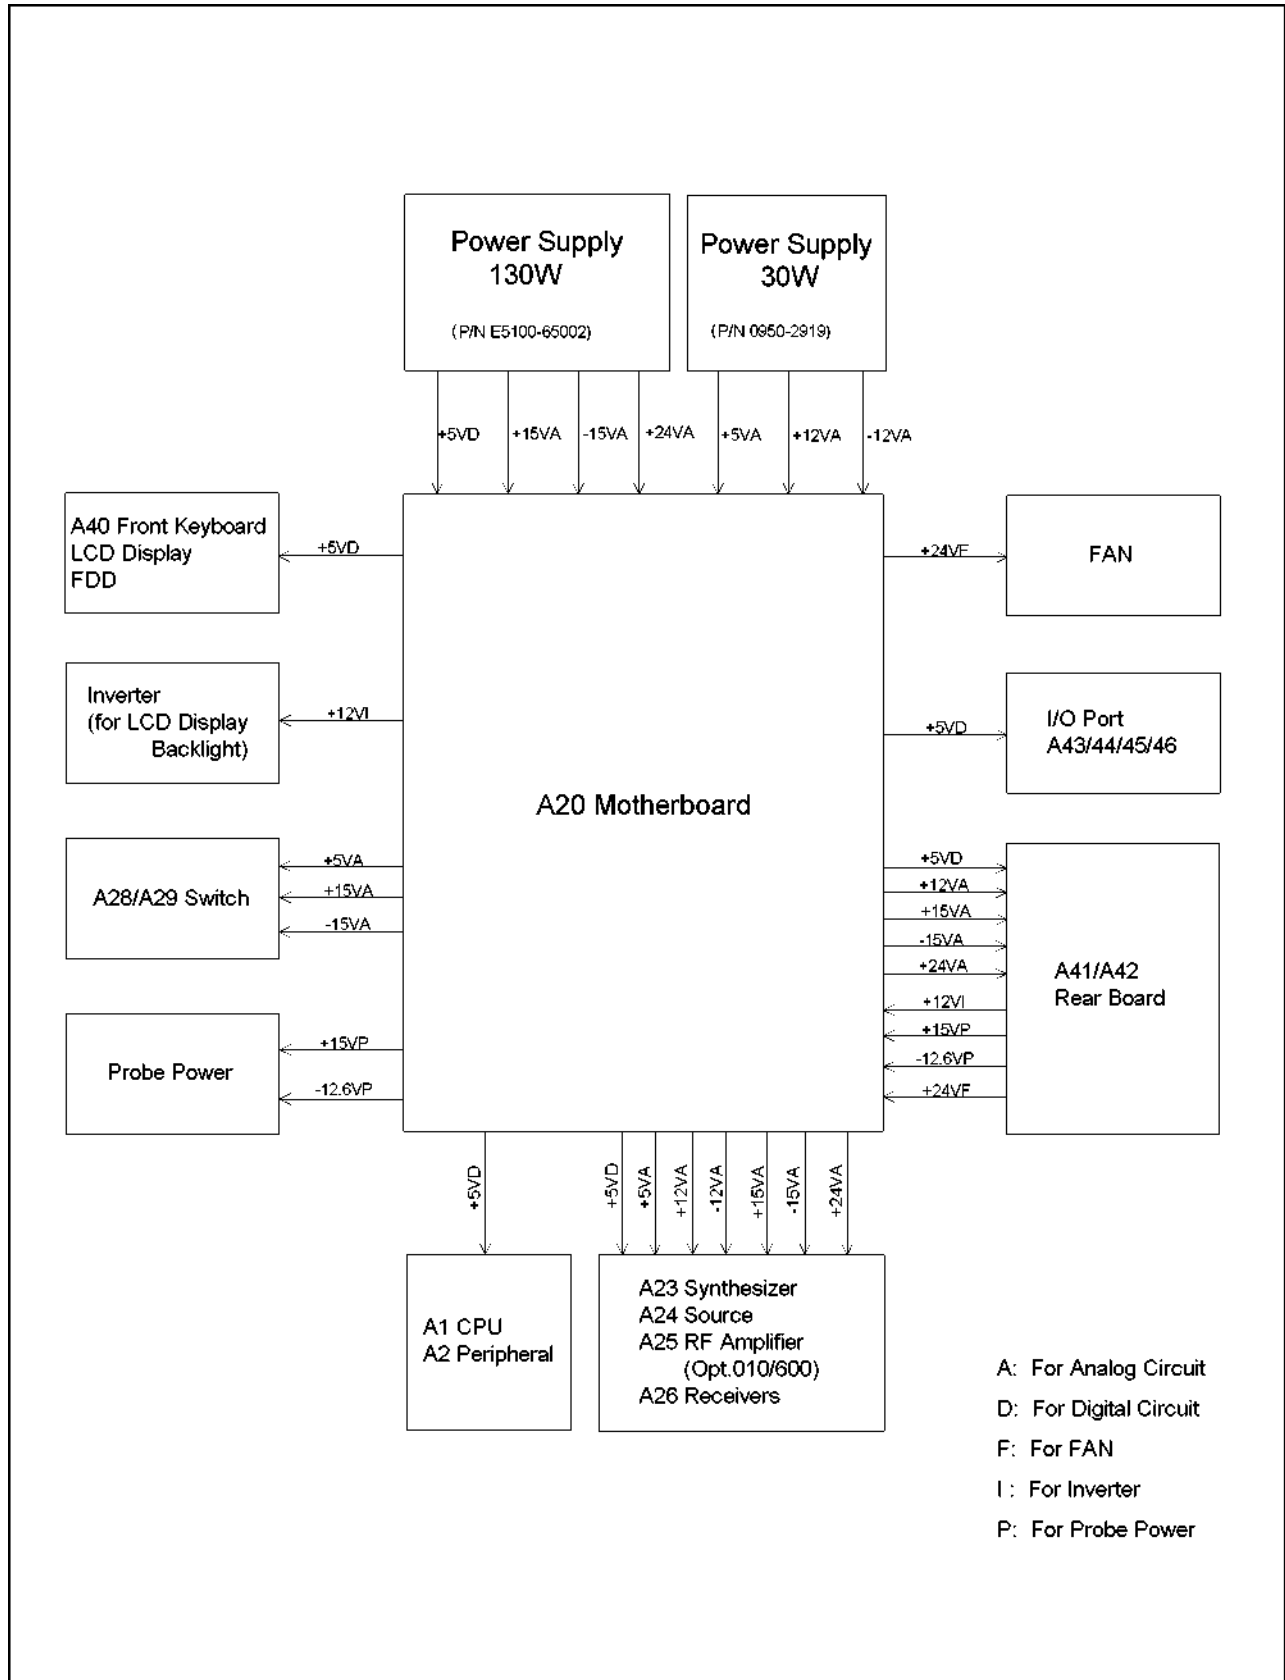 Power Supply
130W
(P/N E5100-65002)
Power Supply
30W
(P/N 0950-2919)
+5VD
+15VA
-15VA
+24VA
+5VA
+12VA
-12VA
A40 Front Keyboard
LCD Display
FDD
+5VD
+24VF
FAN
Inverter
(for LCD Display
Backlight)
+12VI
+5VD
I/O Port
A43/44/45/46
A20 Motherboard
A28/A29 Switch
+5VA
+15VA
-15VA
+5VD
+12VA
+15VA
-15VA
+24VA
+12VI
+15VP
-12.6VP
+24VF
A41/A42
Rear Board
Probe Power
+15VP
-12.6VP
+5VD
+5VD
+5VA
+12VA
-12VA
+15VA
-15VA
+24VA
A1 CPU
A2 Peripheral
A23 Synthesizer
A24 Source
A25 RF Amplifier
(Opt.010/600)
A26 Receivers
A: For Analog Circuit
D: For Digital Circuit
F: For FAN
I : For Inverter
P: For Probe Power